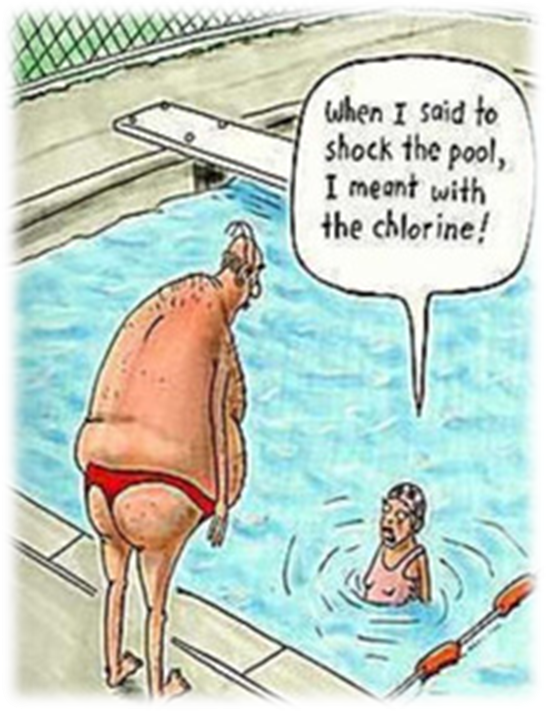 When I said to
shock the pool,
I meant with
the chlorine!